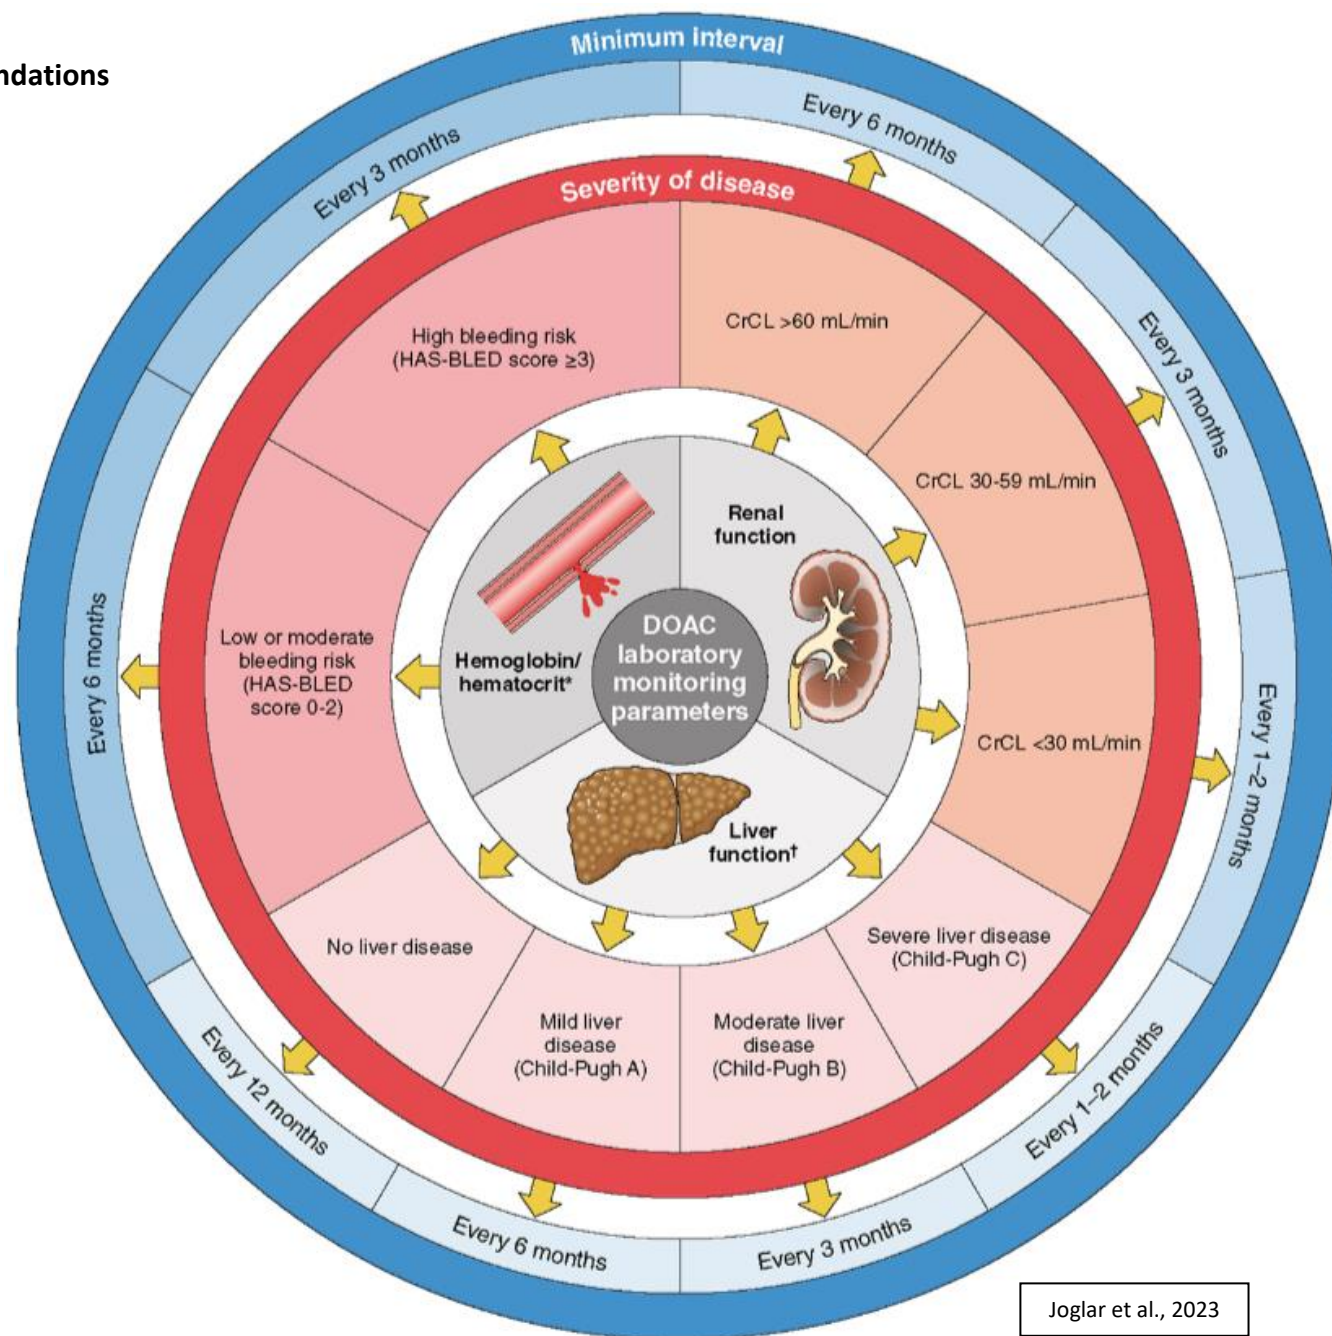 ndations
Minimum interval
Every 3 months
Every 6 months
Every 3 months
Every 1–2 months
Every 1–2 months
Every 3 months
Every 6 months
Every 12 months
Every 6 months
Severity of disease
High bleeding risk
(HAS-BLED score ≥3)
CrCL >60 mL/min
CrCL 30-59 mL/min
CrCL <30 mL/min
Severe liver disease
(Child-Pugh C)
Moderate liver
disease
(Child-Pugh B)
Mild liver
disease
(Child-Pugh A)
No liver disease
Low or moderate
bleeding risk
(HAS-BLED
score 0-2)
Renal
function
Hemoglobin/
hematocrit*
DOAC
laboratory
monitoring
parameters
Liver
function†
Joglar et al., 2023